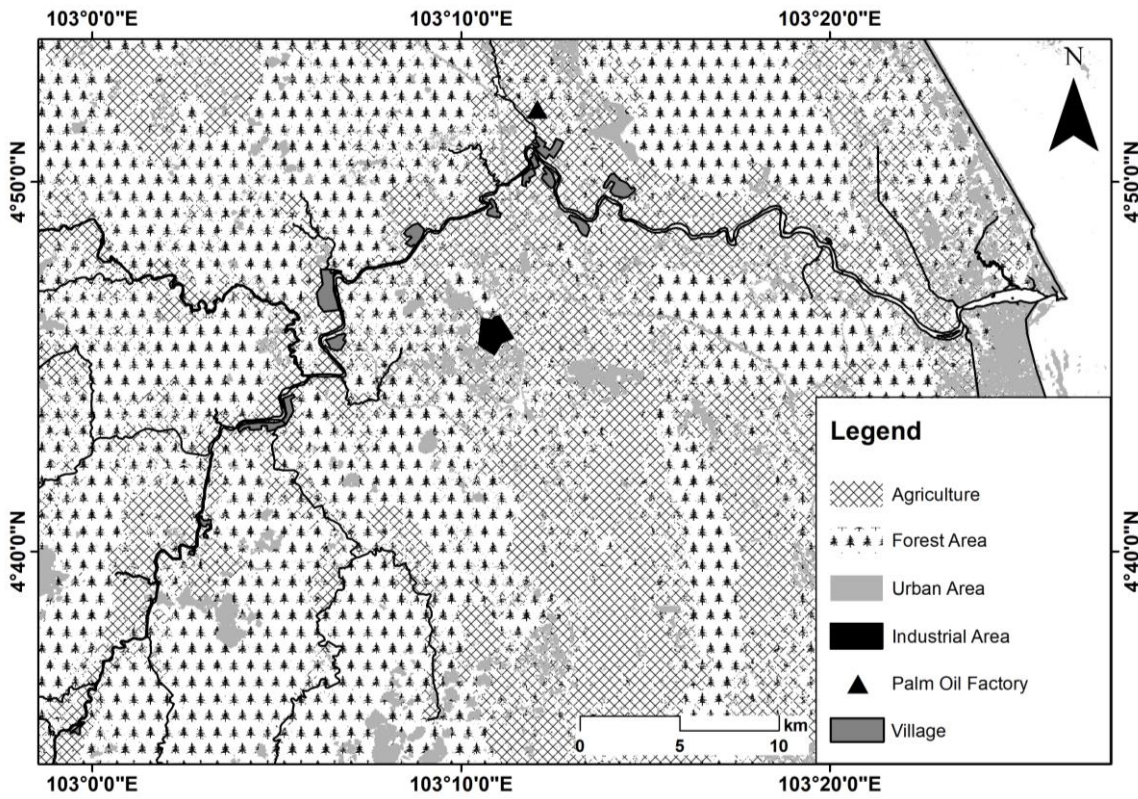 103°0'0"E 103°10'0"E 103°20'0"E
N
4°50'0"N 4°50'0"N
Legend
Agriculture
Forest Area
4°40'0"N 4°40'0"N
Urban Area
Industrial Area
Palm Oil Factory
Village
km
0 5 10
103°0'0"E 103°10'0"E 103°20'0"E